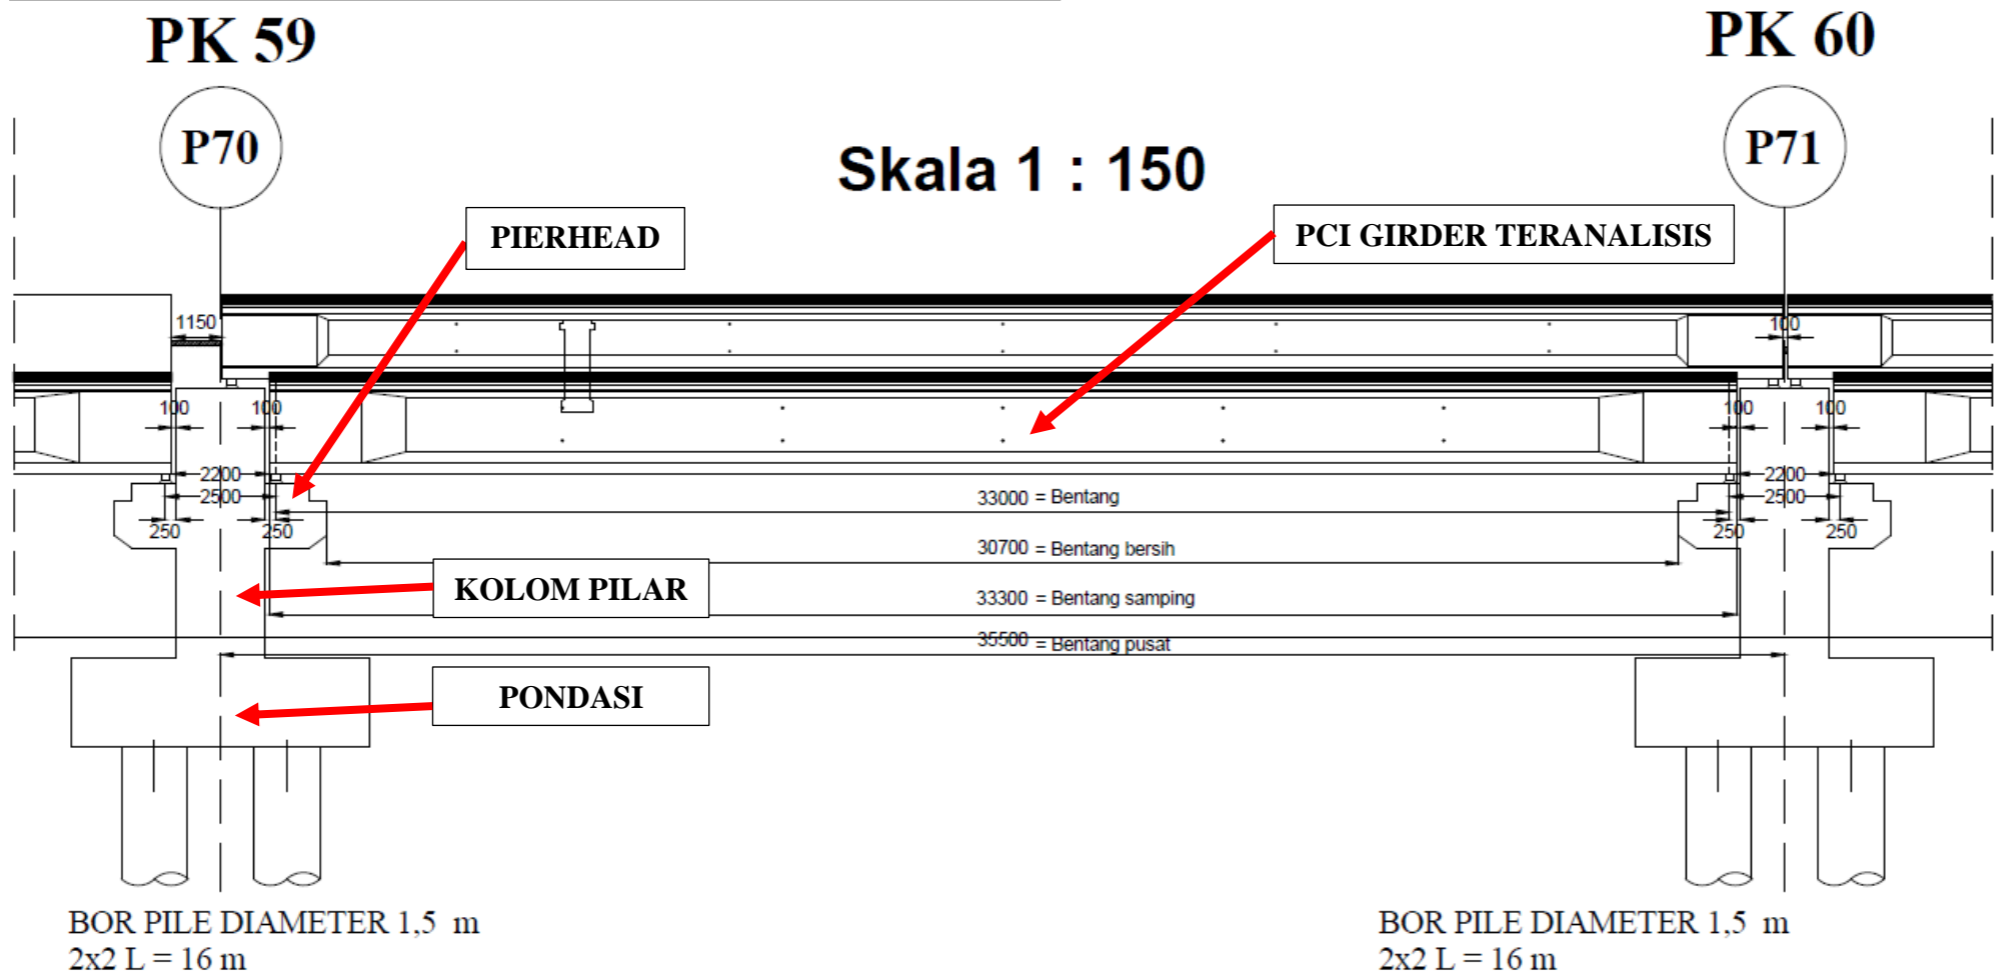 PK 59
PK 60
P70
P71
Skala 1 : 150
PIERHEAD
PCI GIRDER TERANALISIS
1150
100
100
100
100
100
2200
2500
250
250
2200
2500
250
250
33000 = Bentang
30700 = Bentang bersih
KOLOM PILAR
33300 = Bentang samping
35500 = Bentang pusat
PONDASI
BOR PILE DIAMETER 1,5 m
2x2 L = 16 m
BOR PILE DIAMETER 1,5 m
2x2 L = 16 m